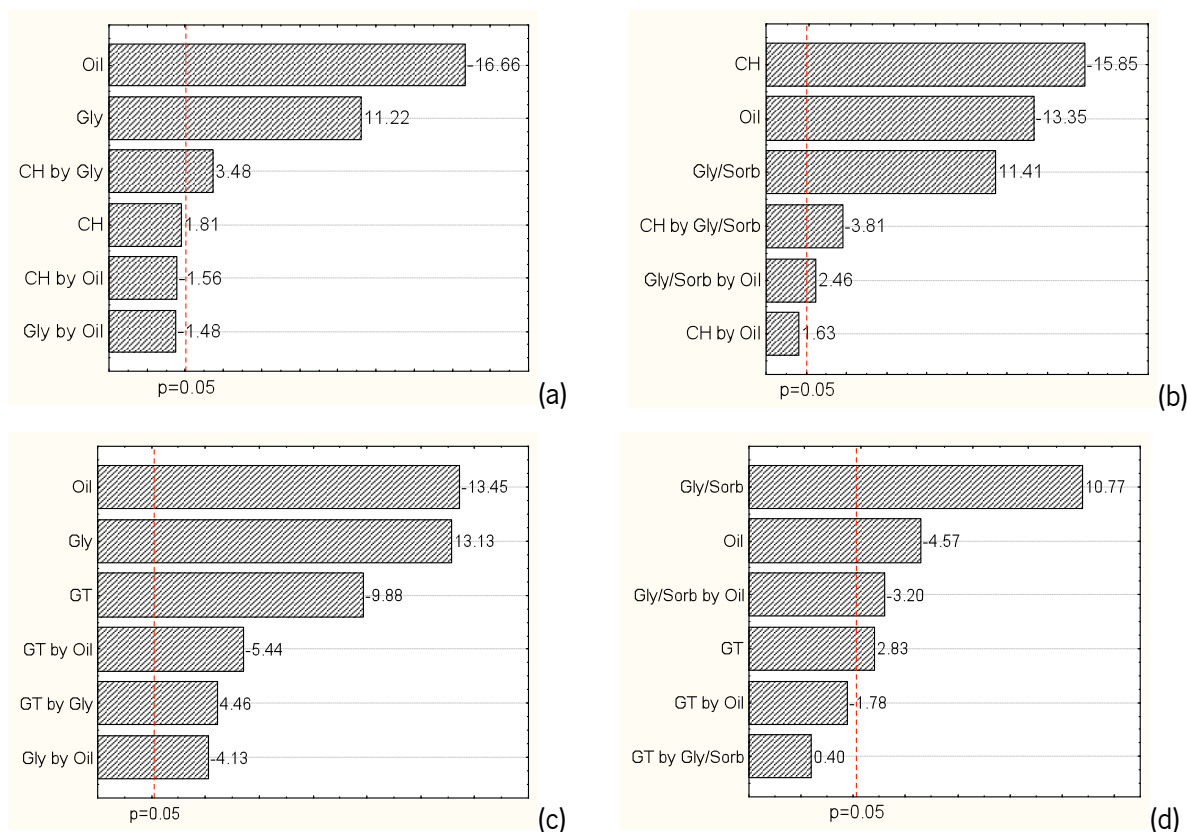 Oil -16.66
Gly 11.22
CH by Gly 3.48
CH 1.81
CH by Oil -1.56
Gly by Oil -1.48
p=0.05
(a)
CH -15.85
Oil -13.35
Gly/Sorb 11.41
CH by Gly/Sorb -3.81
Gly/Sorb by Oil 2.46
CH by Oil 1.63
p=0.05
(b)
Oil -13.45
Gly 13.13
GT -9.88
GT by Oil -5.44
GT by Gly 4.46
Gly by Oil -4.13
p=0.05
(c)
Gly/Sorb 10.77
Oil -4.57
Gly/Sorb by Oil -3.20
GT 2.83
GT by Oil -1.78
GT by Gly/Sorb 0.40
p=0.05
(d)